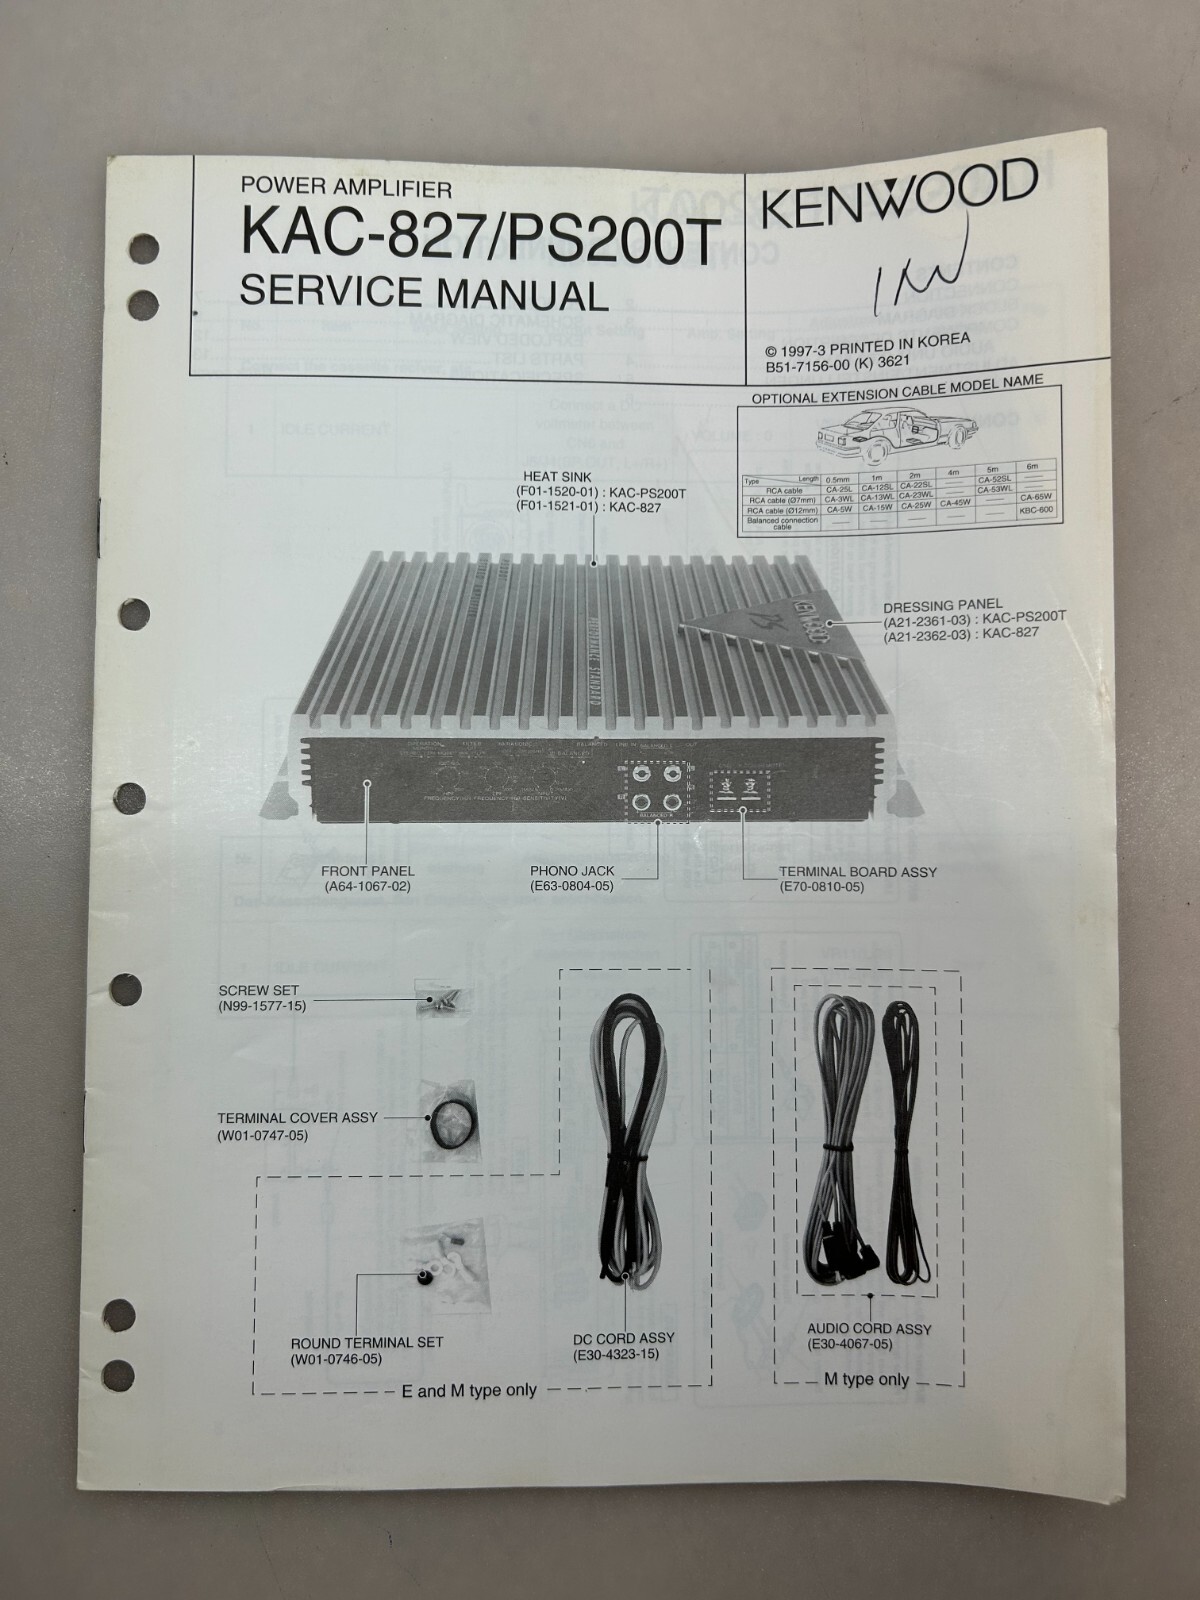 POWER AMPLIFIER
KAC-827/PS200T
SERVICE MANUAL
KENWOOD
© 1997-3 PRINTED IN KOREA
B51-7156-00 (K) 3621
OPTIONAL EXTENSION CABLE MODEL NAME
Type Length 0.5mm 1m 2m 4m 5m 6m
RCA cable CA-25L CA-12SL CA-22SL —— CA-52SL ——
RCA cable (Ø7mm) CA-3WL CA-13WL CA-23WL —— CA-53WL ——
RCA cable (Ø12mm) CA-5W CA-15W CA-25W CA-45W —— CA-65W
Balanced connection cable —— —— —— —— —— KBC-600
HEAT SINK
(F01-1520-01) : KAC-PS200T
(F01-1521-01) : KAC-827
DRESSING PANEL
(A21-2361-03) : KAC-PS200T
(A21-2362-03) : KAC-827
KENWOOD
REFERENCE STANDARD
FRONT PANEL
(A64-1067-02)
PHONO JACK
(E63-0804-05)
TERMINAL BOARD ASSY
(E70-0810-05)
SCREW SET
(N99-1577-15)
TERMINAL COVER ASSY
(W01-0747-05)
ROUND TERMINAL SET
(W01-0746-05)
DC CORD ASSY
(E30-4323-15)
E and M type only
AUDIO CORD ASSY
(E30-4067-05)
M type only